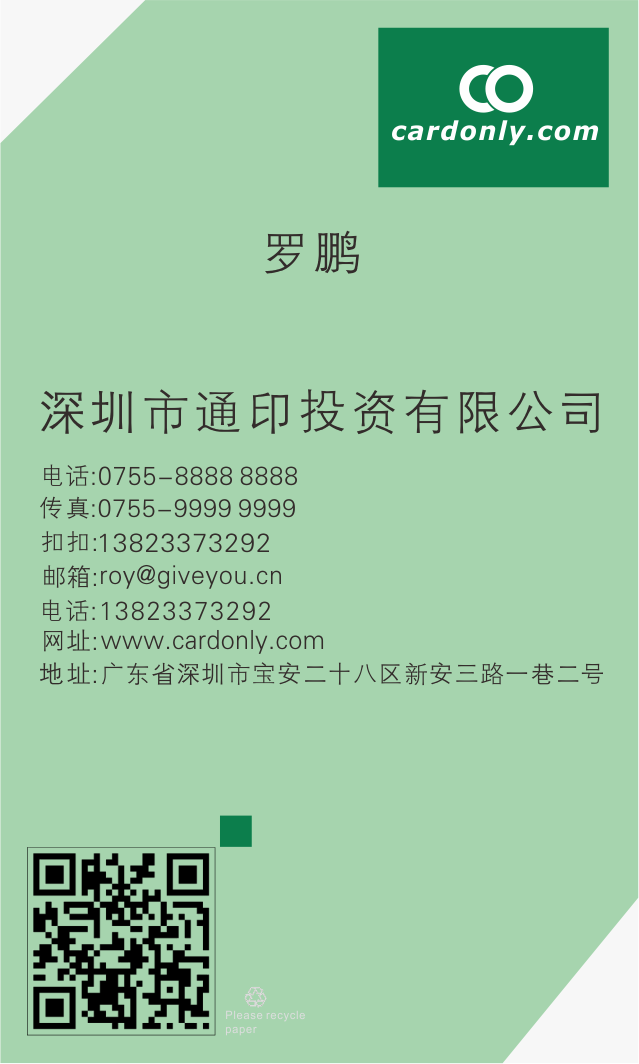 cardonly.com
罗鹏
深圳市通印投资有限公司
电话:0755-8888 8888
传真:0755-9999 9999
扣扣:13823373292
邮箱:roy@giveyou.cn
电话:13823373292
网址:www.cardonly.com
地址:广东省深圳市宝安二十八区新安三路一巷二号
Please recycle
paper